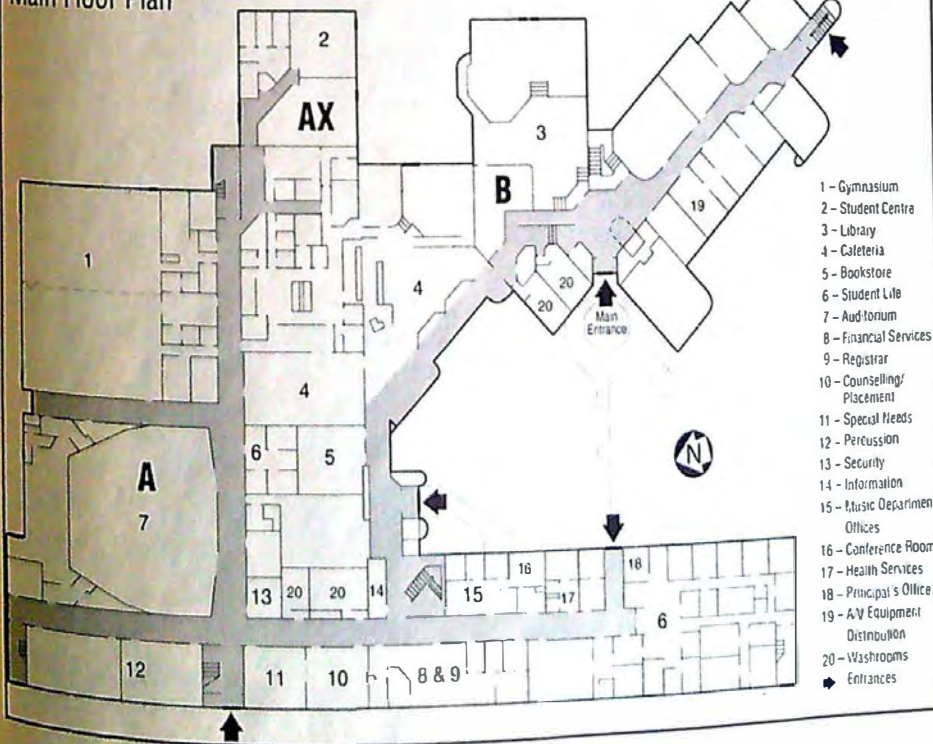 Main Floor Plan
2
AX
3
B
1
19
4
20
20
Main
Entrance
4
6
5
A
7
N
13
20
20
14
15
16
17
18
6
12
11
10
8 & 9
1 – Gymnasium
2 – Student Centre
3 – Library
4 – Cafeteria
5 – Bookstore
6 – Student Life
7 – Auditorium
8 – Financial Services
9 – Registrar
10 – Counselling/
Placement
11 – Special Needs
12 – Percussion
13 – Security
14 – Information
15 – Music Departmen
Offices
16 – Conference Room
17 – Health Services
18 – Principal's Office
19 – A/V Equipment
Distribution
20 – Washrooms
Entrances